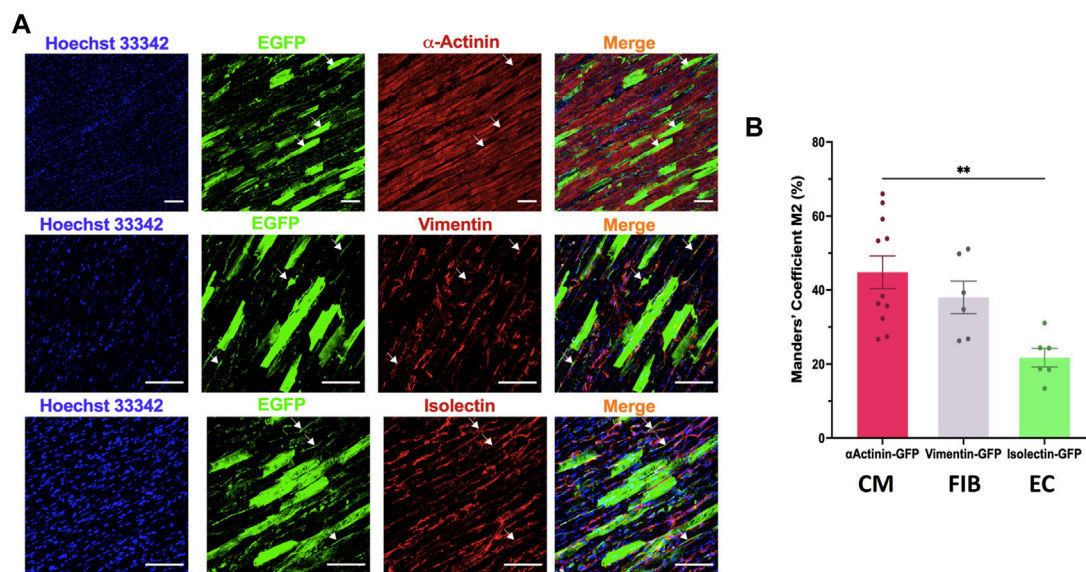 A
Hoechst 33342 EGFP α-Actinin Merge
Hoechst 33342 EGFP Vimentin Merge
Hoechst 33342 EGFP Isolectin Merge
B
Manders' Coefficient M2 (%)
80
60
40
20
0
**
αActinin-GFP Vimentin-GFP Isolectin-GFP
CM FIB EC